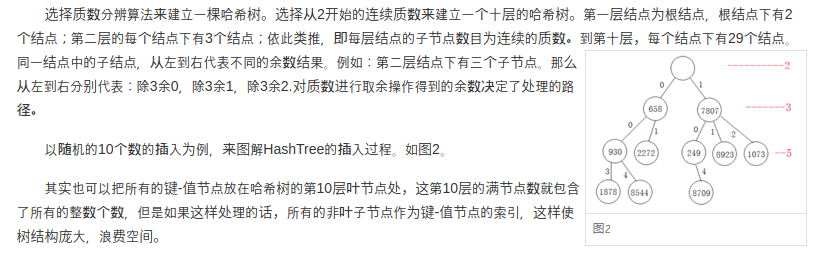 选择质数分辨算法来建立一棵哈希树。选择从2开始的连续质数来建立一个十层的哈希树。第一层结点为根结点，根结点下有2
个结点；第二层的每个结点下有3个结点；依此类推，即每层结点的子节点数目为连续的质数。到第十层，每个结点下有29个结点。
同一结点中的子结点，从左到右代表不同的余数结果。例如：第二层结点下有三个子节点。那么
从左到右分别代表：除3余0，除3余1，除3余2.对质数进行取余操作得到的余数决定了处理的路
径。
以随机的10个数的插入为例，来图解HashTree的插入过程。如图2。
其实也可以把所有的键-值节点放在哈希树的第10层叶节点处，这第10层的满节点数就包含
了所有的整数个数，但是如果这样处理的话，所有的非叶子节点作为键-值节点的索引，这样使
树结构庞大，浪费空间。
----------2
0 1
658 7807 -------3
0 1 0 1 2
930 2272 249 8923 1073 --5
3 4 4
1878 8544 8709
图2